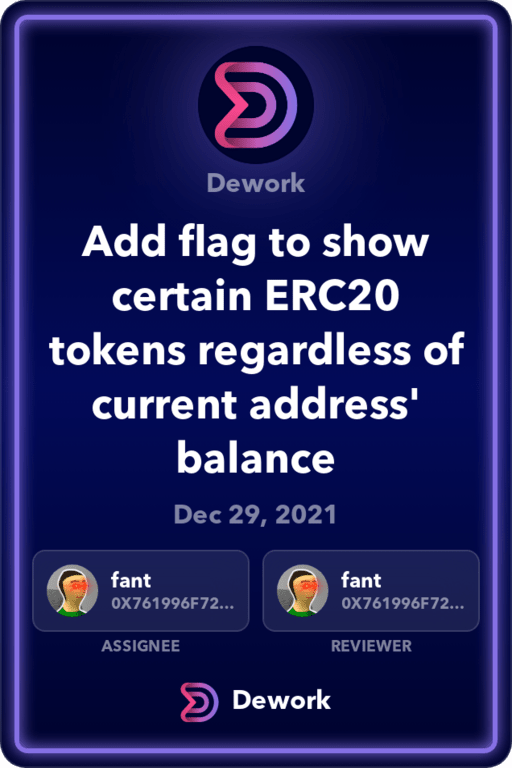 Dework
Add flag to show
certain ERC20
tokens regardless of
current address'
balance
Dec 29, 2021
fant
0X761996F72...
ASSIGNEE
fant
0X761996F72...
REVIEWER
Dework